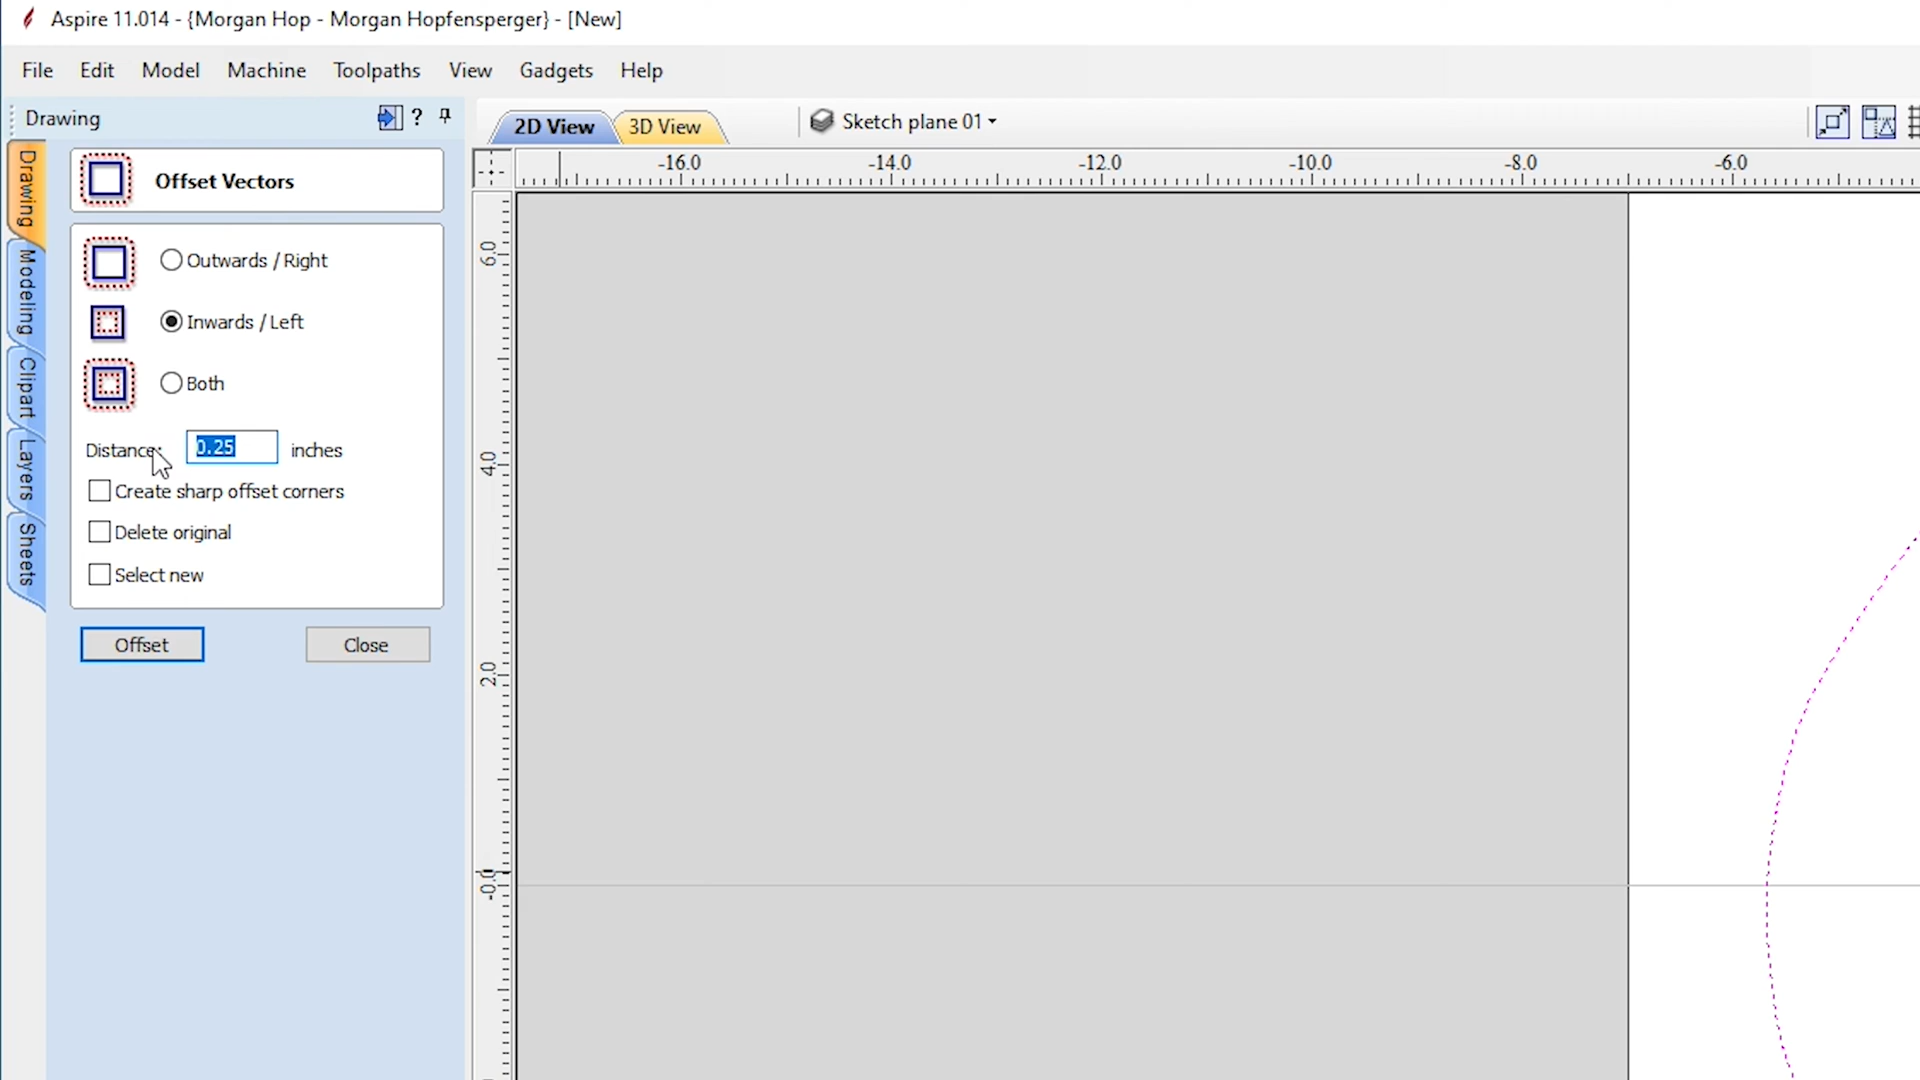 Aspire 11.014 - {Morgan Hop - Morgan Hopfensperger} - [New]
File Edit Model Machine Toolpaths View Gadgets Help
Drawing ?
2D View 3D View Sketch plane 01
-16.0 -14.0 -12.0 -10.0 -8.0 -6.0
Drawing
Modeling
Clipart
Layers
Sheets
Offset Vectors
Outwards / Right
Inwards / Left
Both
Distance: 0.25 inches
Create sharp offset corners
Delete original
Select new
Offset Close
6.0
4.0
2.0
-0.0